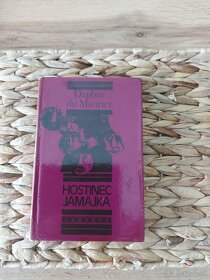 Daphne
du Maurier
HOSTINEC
JAMAJKA